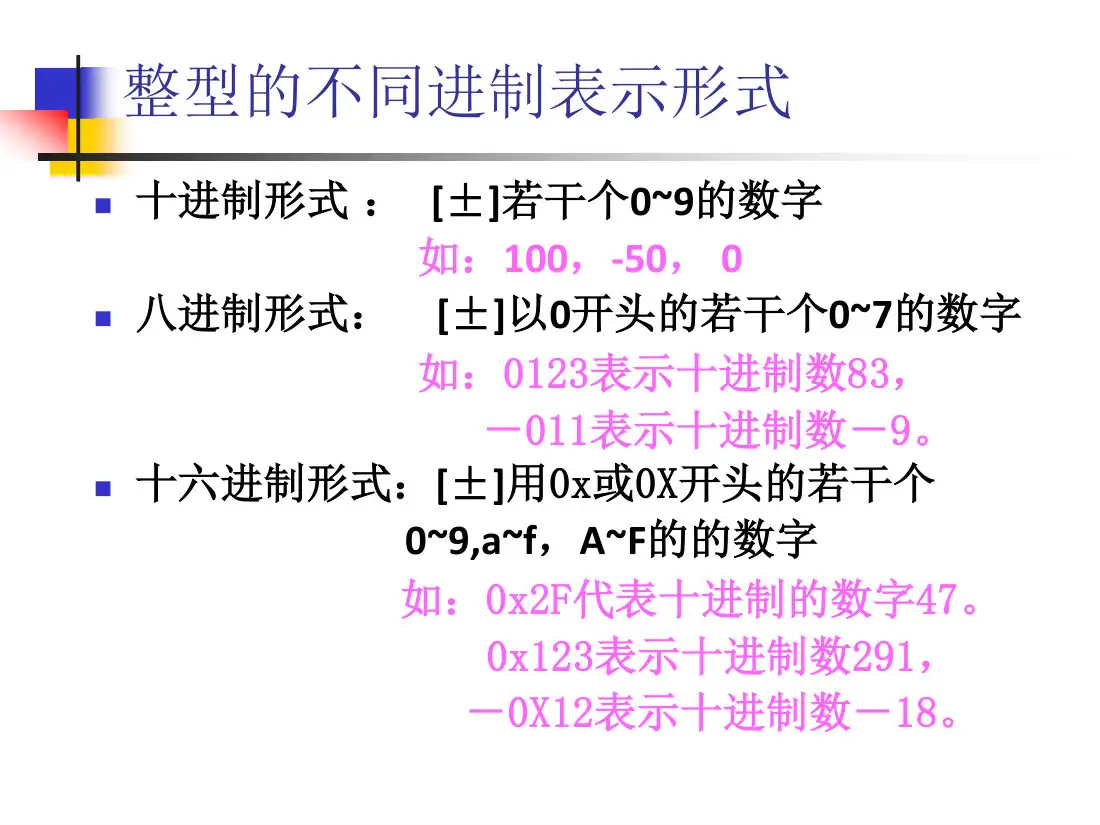 整型的不同进制表示形式
十进制形式 ： [±]若干个0~9的数字
如：100，-50， 0
八进制形式： [±]以0开头的若干个0~7的数字
如：0123表示十进制数83，
－011表示十进制数－9。
十六进制形式：[±]用0x或0X开头的若干个
0~9,a~f，A~F的的数字
如：0x2F代表十进制的数字47。
0x123表示十进制数291，
－0X12表示十进制数－18。